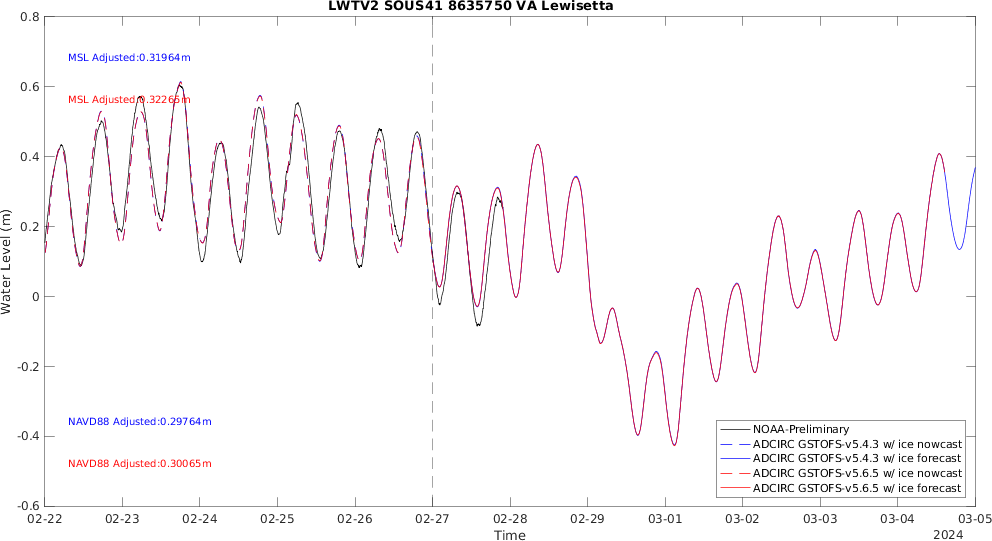 LWTV2 SOUS41 8635750 VA Lewisetta
0.8
0.6
0.4
0.2
0
-0.2
-0.4
-0.6
Water Level (m)
MSL Adjusted:0.31964m
MSL Adjusted:0.32265m
NAVD88 Adjusted:0.29764m
NAVD88 Adjusted:0.30065m
NOAA-Preliminary
ADCIRC GSTOFS-v5.4.3 w/ ice nowcast
ADCIRC GSTOFS-v5.4.3 w/ ice forecast
ADCIRC GSTOFS-v5.6.5 w/ ice nowcast
ADCIRC GSTOFS-v5.6.5 w/ ice forecast
02-22 02-23 02-24 02-25 02-26 02-27 02-28 02-29 03-01 03-02 03-03 03-04 03-05
Time
2024